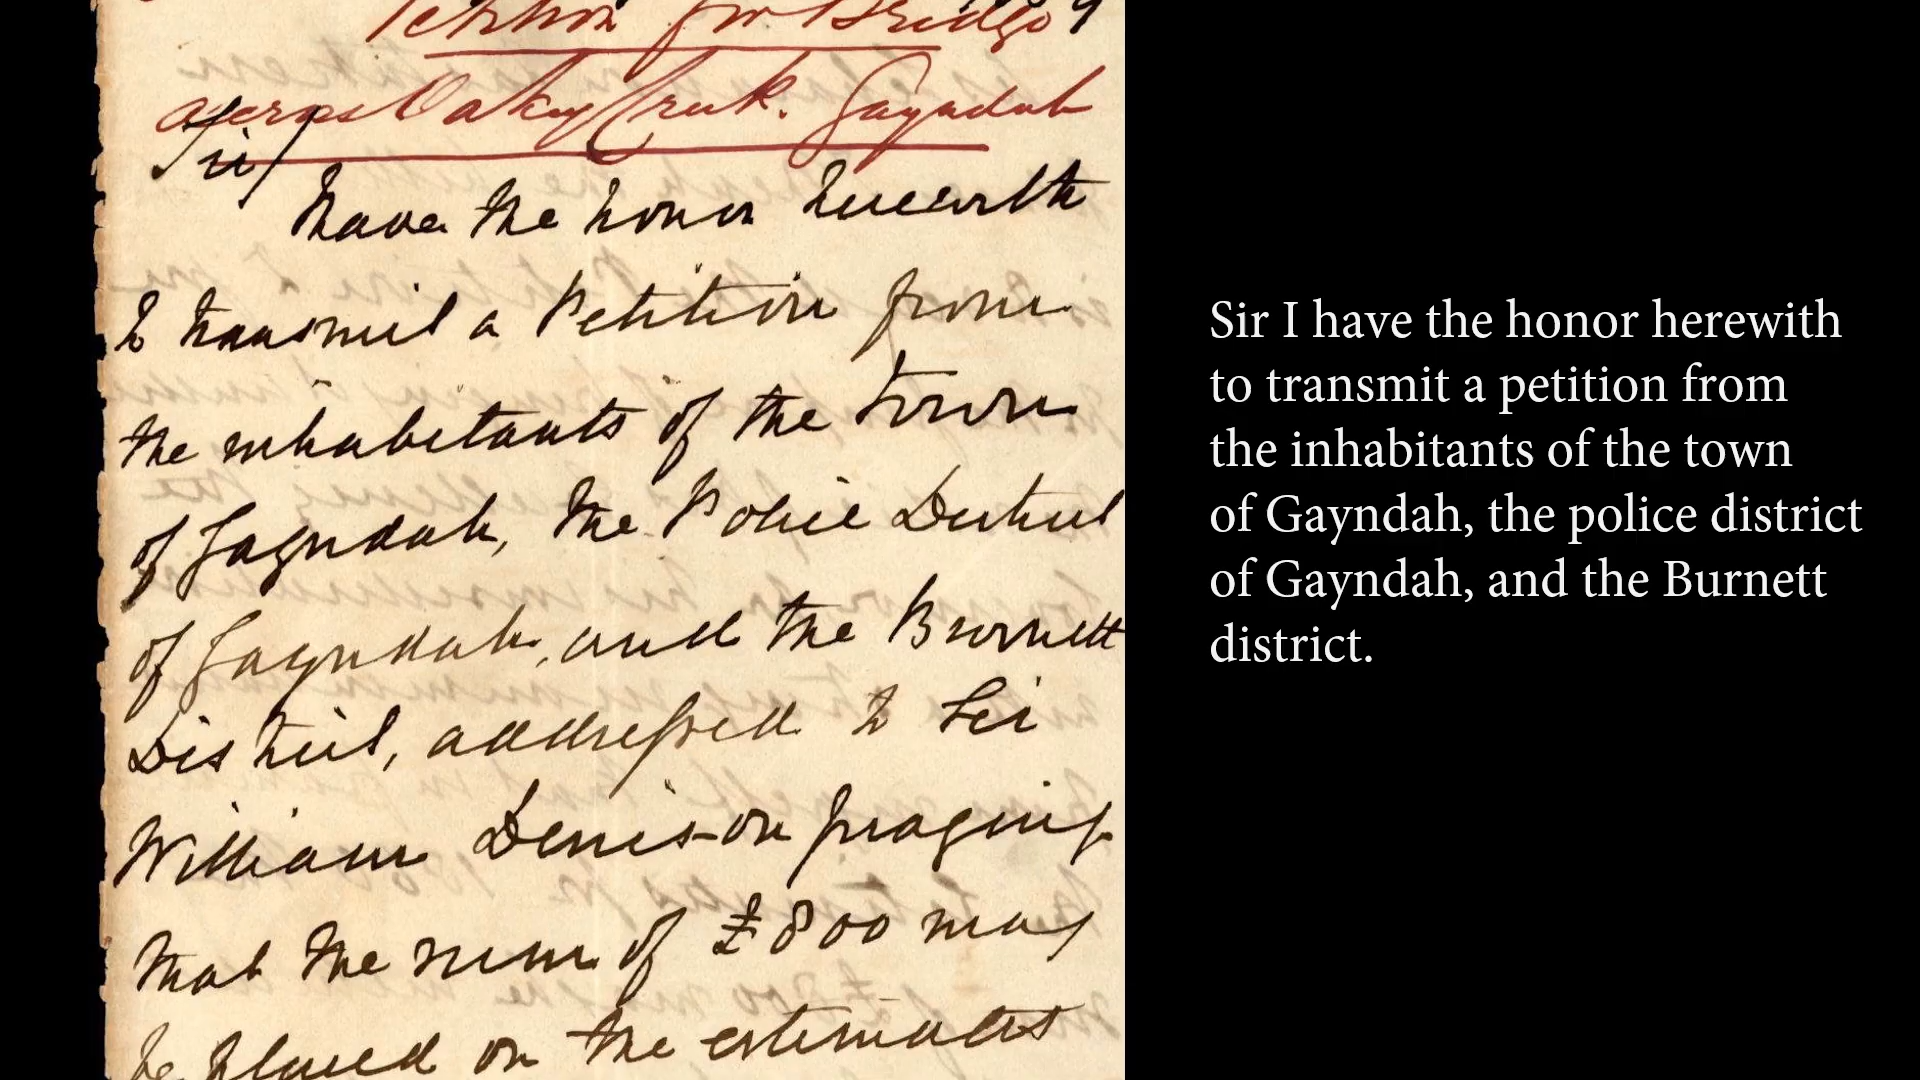 Petition for Bridge
across Oaky Creek. Gayndah
Sir/
have the honor herewith
to transmit a Petition from
the inhabitants of the town
of Gayndah, the Police District
of Gayndah, and the Burnett
District, addressed to Sir
William Denison praying
that the sum of £800 may
be placed on the estimates
Sir I have the honor herewith
to transmit a petition from
the inhabitants of the town
of Gayndah, the police district
of Gayndah, and the Burnett
district.